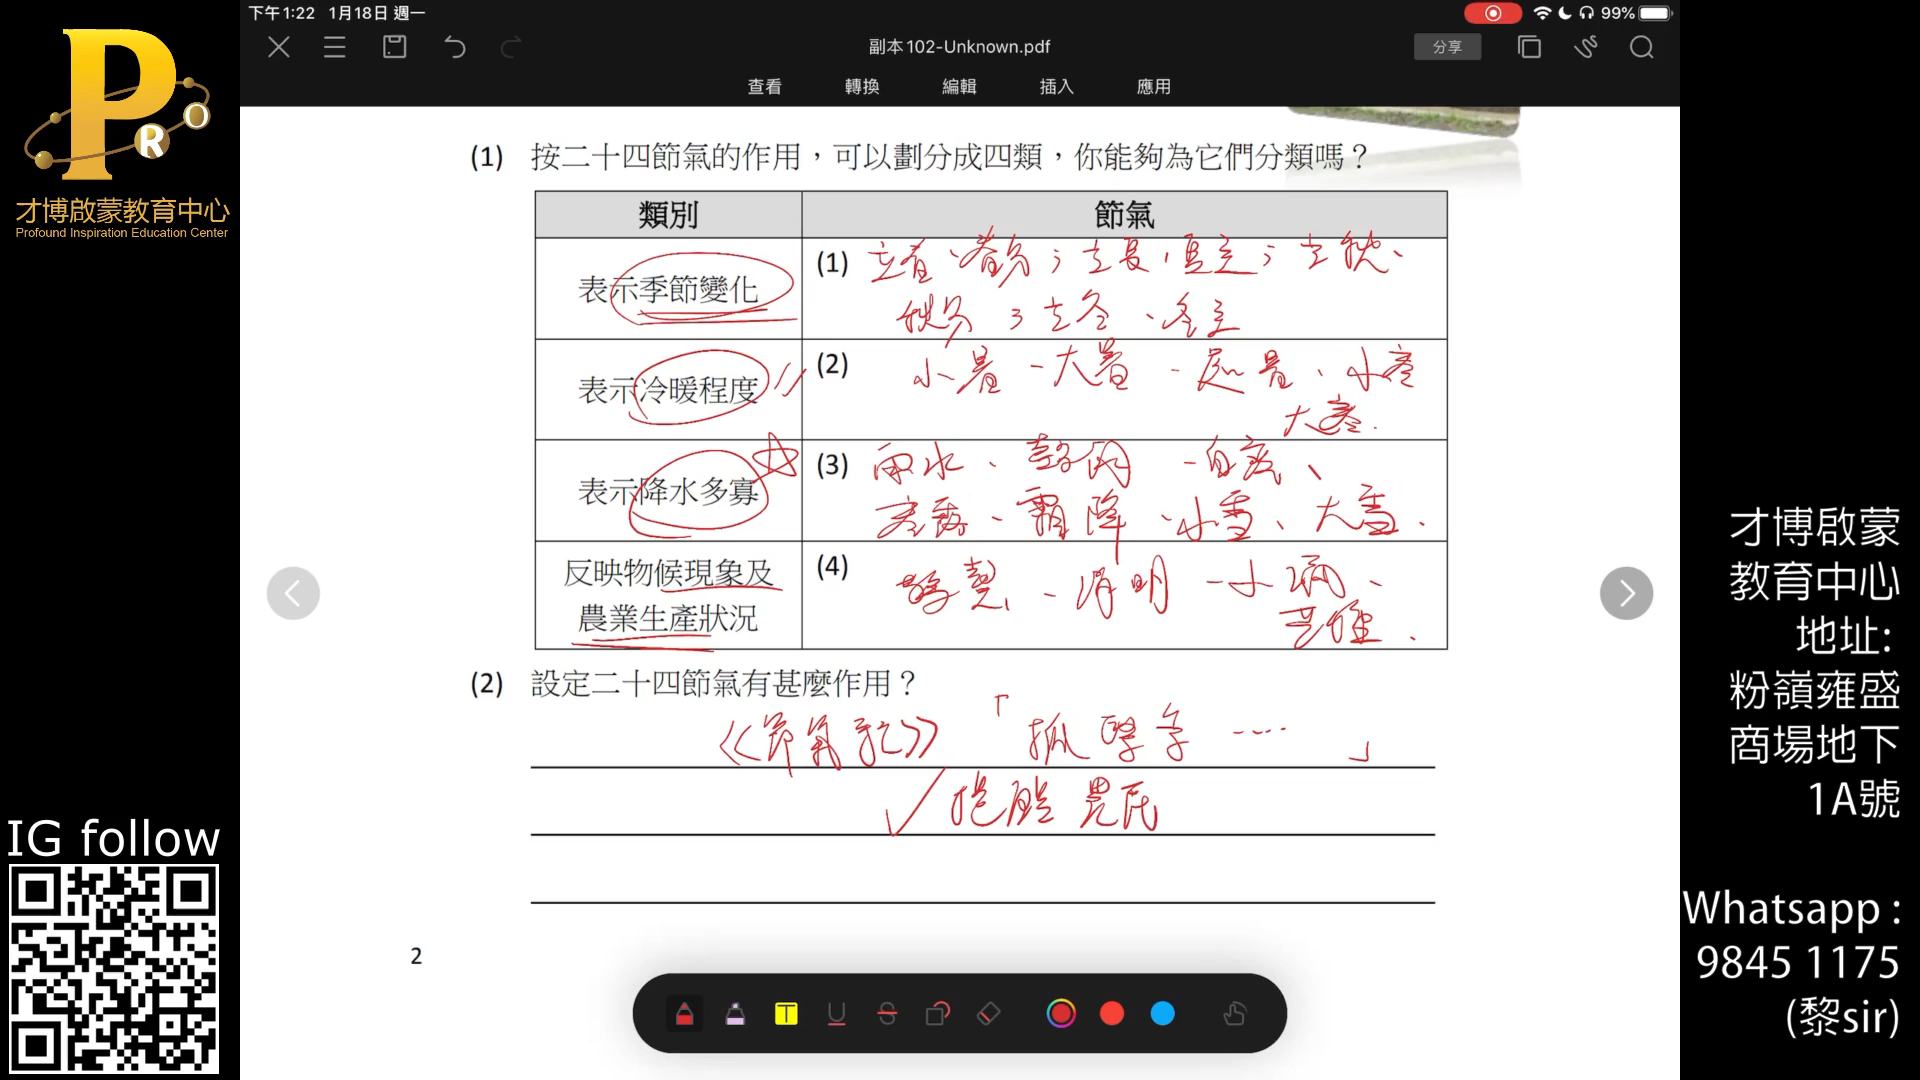 下午1:22 1月18日 週一
99%
副本102-Unknown.pdf
分享
查看 轉換 編輯 插入 應用
PRO
才博啟蒙教育中心
Profound Inspiration Education Center
(1) 按二十四節氣的作用，可以劃分成四類，你能夠為它們分類嗎？
類別 節氣
表示季節變化 (1) 立春、春分；立夏，夏至；立秋、
秋分；立冬、冬至
表示冷暖程度 (2) 小暑、大暑、處暑、小寒
大寒.
表示降水多寡 (3) 雨水、穀雨、白露、
寒露、霜降、小雪、大雪.
反映物候現象及
農業生產狀況 (4) 驚蟄、清明、小滿、
芒種.
(2) 設定二十四節氣有甚麼作用？
《節氣歌》「抓緊季……」
提醒農民
2
IG follow
才博啟蒙
教育中心
地址:
粉嶺雍盛
商場地下
1A號
Whatsapp :
9845 1175
(黎sir)